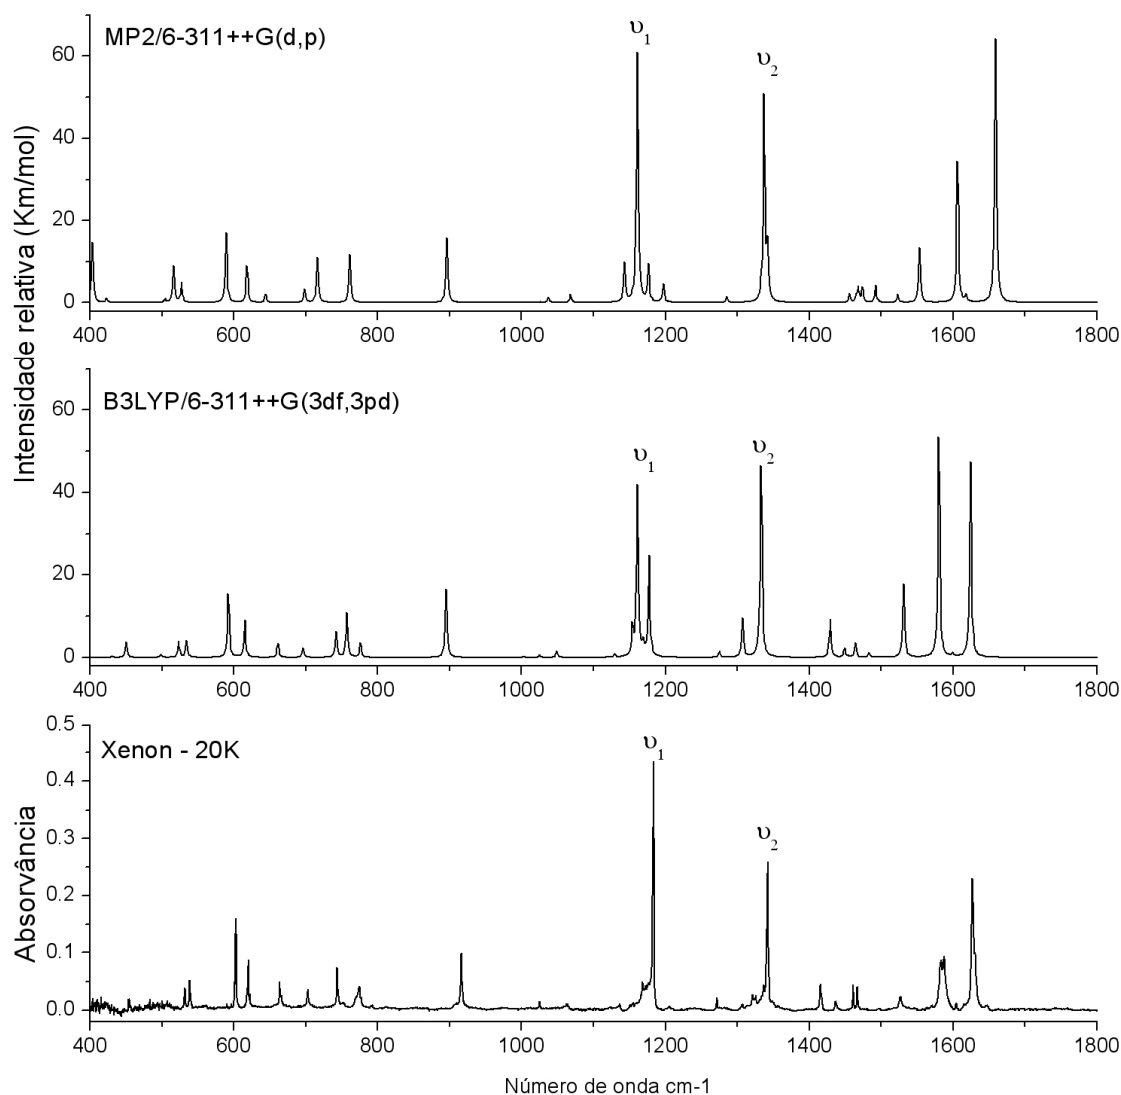 MP2/6-311++G(d,p)
υ1
υ2
60
40
20
0
400 600 800 1000 1200 1400 1600 1800
Intensidade relativa (Km/mol)
B3LYP/6-311++G(3df,3pd)
υ1
υ2
60
40
20
0
400 600 800 1000 1200 1400 1600 1800
Xenon - 20K
υ1
υ2
0.5
0.4
0.3
0.2
0.1
0.0
Absorvância
400 600 800 1000 1200 1400 1600 1800
Número de onda cm-1